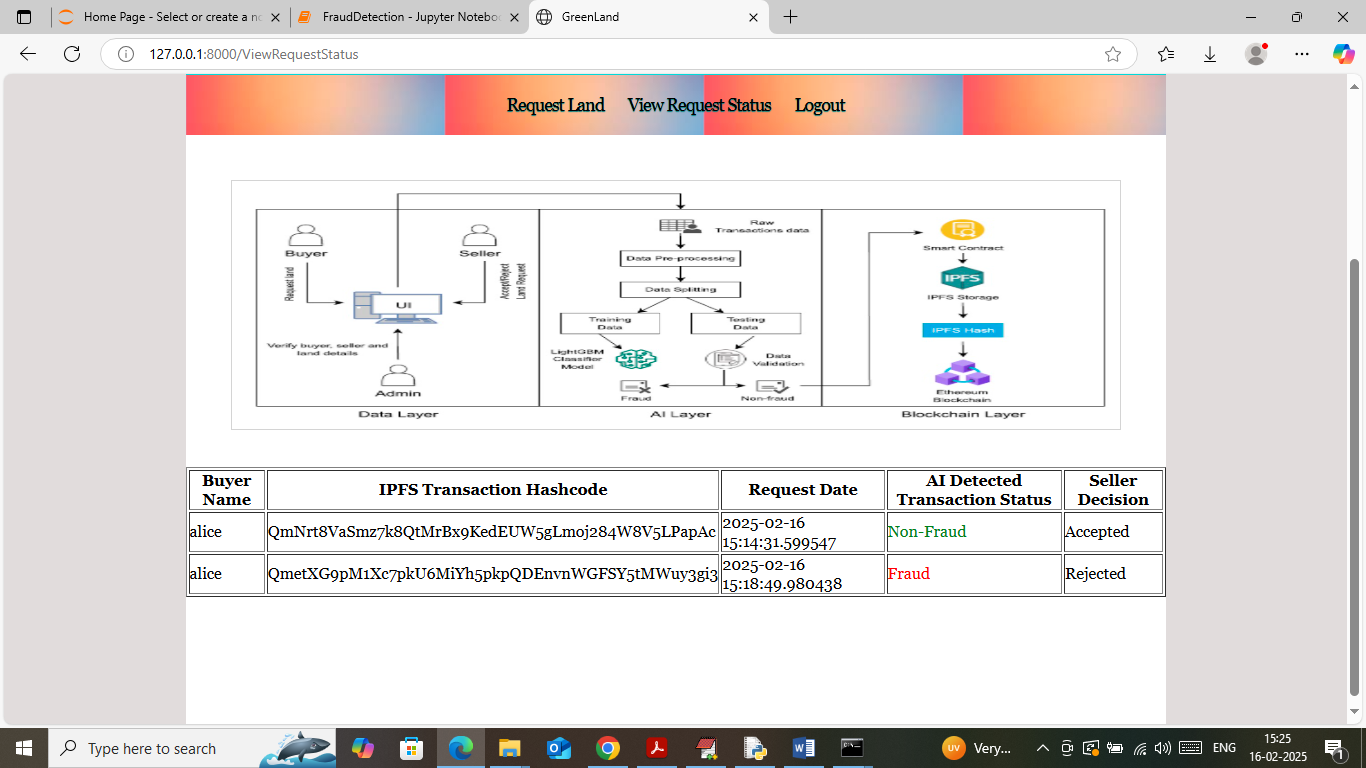 Home Page - Select or create a no
FraudDetection - Jupyter Notebo
GreenLand
127.0.0.1:8000/ViewRequestStatus
Request Land View Request Status Logout
Raw
Transactions data
Buyer
Seller
Request land
Accept/Reject
Land Request
UI
Verify buyer, seller and
land details
Admin
Data Layer
Data Pre-processing
Data Splitting
Training
Data
Testing
Data
LightGBM
Classifier
Model
Data
Validation
Fraud
Non-fraud
AI Layer
Smart Contract
IPFS
IPFS Storage
IPFS Hash
Ethereum
Blockchain
Blockchain Layer
Buyer Name IPFS Transaction Hashcode Request Date AI Detected Transaction Status Seller Decision
alice QmNrt8VaSmz7k8QtMrBx9KedEUW5gLmoj284W8V5LPapAc 2025-02-16 15:14:31.599547 Non-Fraud Accepted
alice QmetXG9pM1Xc7pkU6MiYh5pkpQDEnvnWGFSY5tMWuy3gi3 2025-02-16 15:18:49.980438 Fraud Rejected
Type here to search
UV
Very...
ENG
15:25
16-02-2025
1